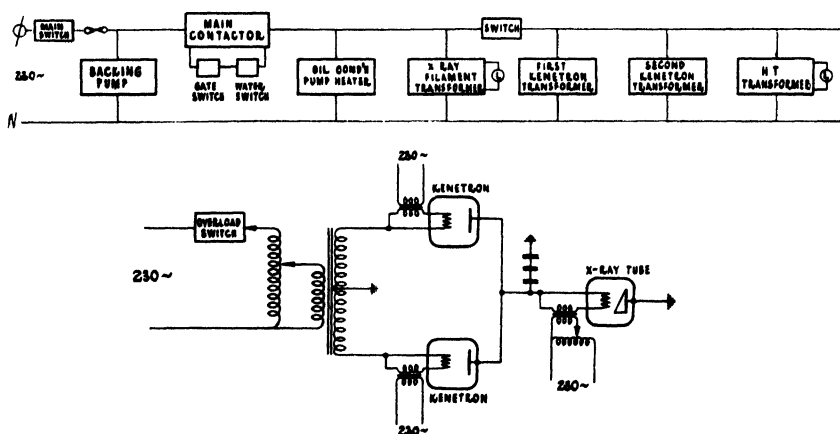 MAIN
SWITCH
230~
BACKING
PUMP
MAIN
CONTACTOR
GATE
SWITCH
WATER
SWITCH
OIL COND'N
PUMP HEATER
X RAY
FILAMENT
TRANSFORMER
L
SWITCH
FIRST
KENETRON
TRANSFORMER
SECOND
KENETRON
TRANSFORMER
H T
TRANSFORMER
L
N
230~
KENETRON
OVERLOAD
SWITCH
230~
X-RAY TUBE
KENETRON
230~
230~